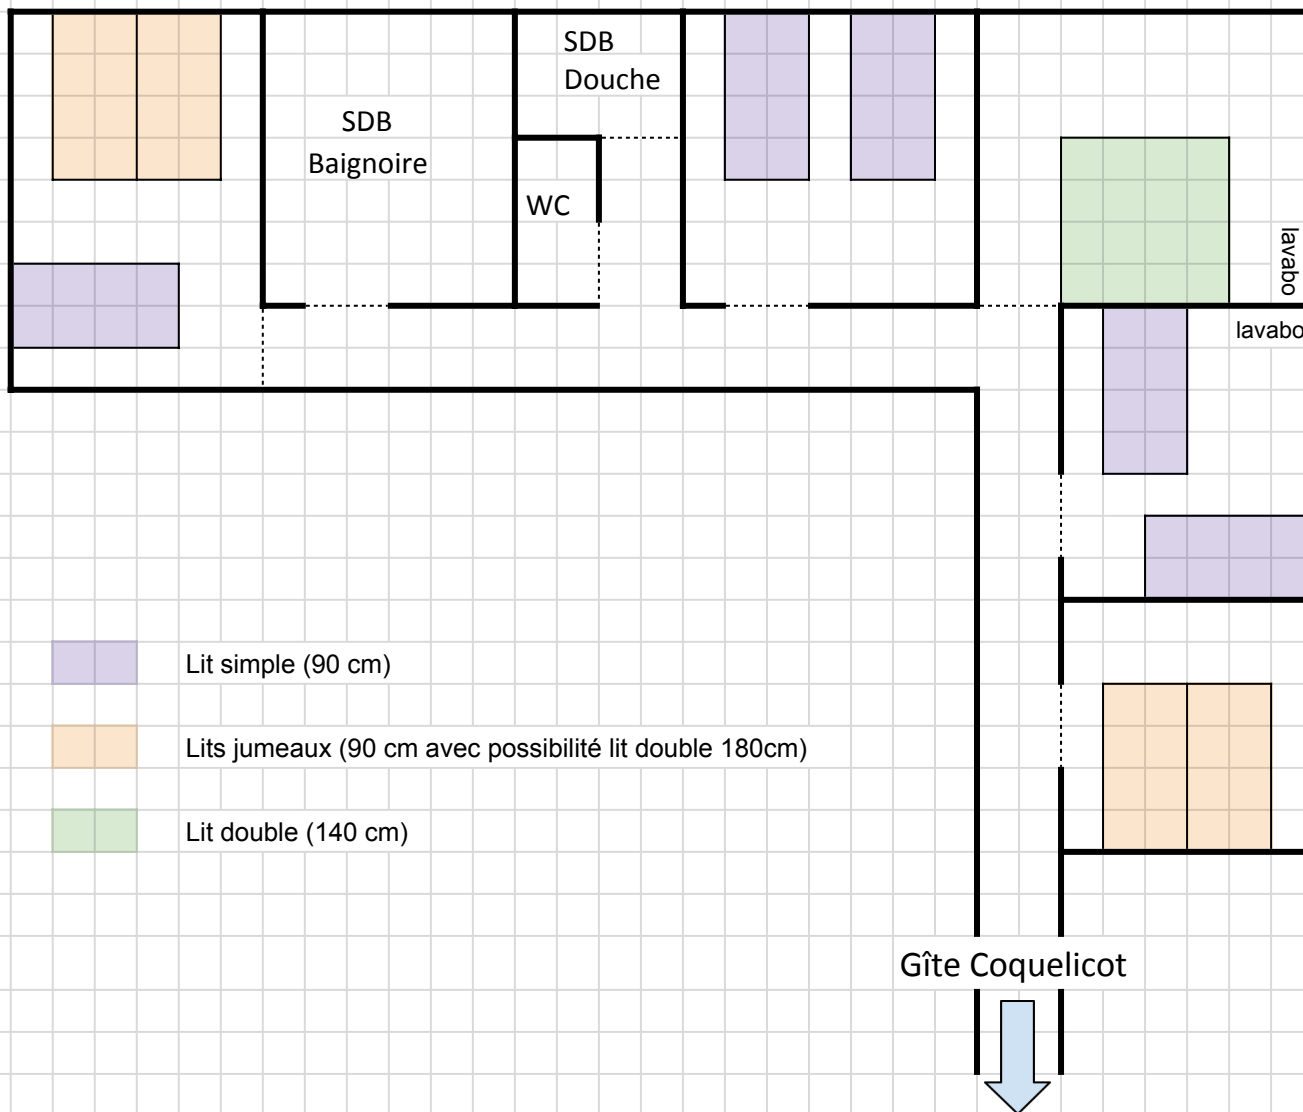 SDB
Douche
SDB
Baignoire
WC
lavabo
lavabo
Lit simple (90 cm)
Lits jumeaux (90 cm avec possibilité lit double 180cm)
Lit double (140 cm)
Gîte Coquelicot